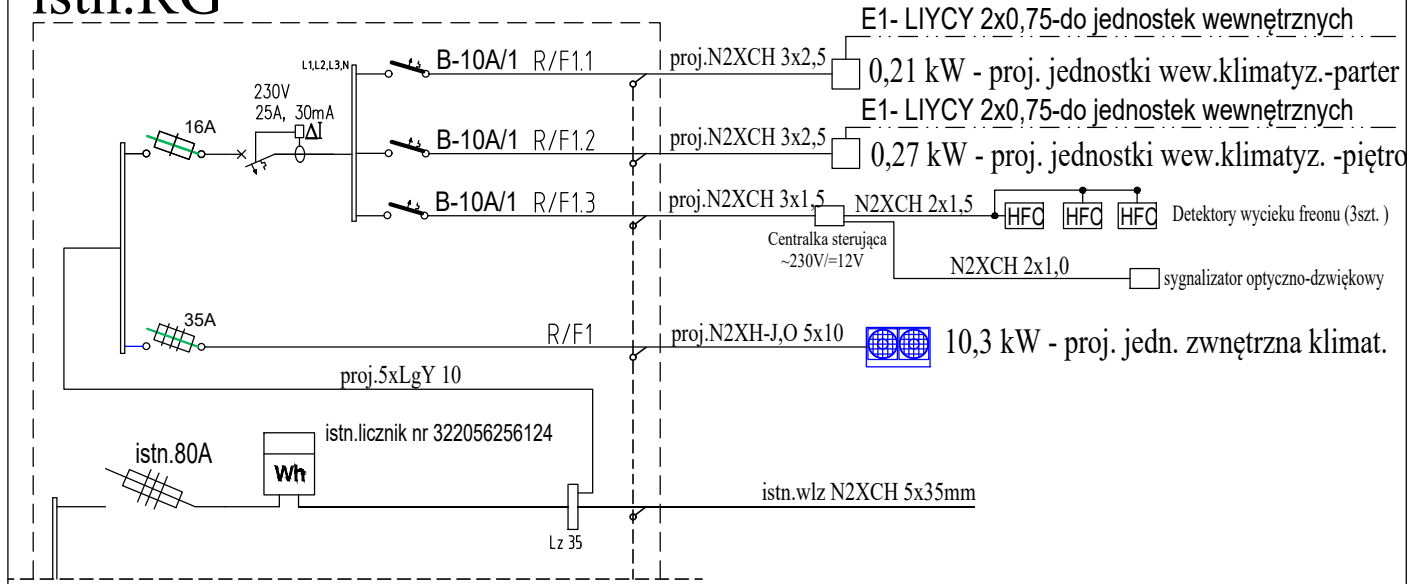 istn.RG
E1- LIYCY 2x0,75-do jednostek wewnętrznych
L1,L2,L3,N
B-10A/1 R/F1.1
proj.N2XCH 3x2,5
0,21 kW - proj. jednostki wew.klimatyz.-parter
230V
25A, 30mA
ΔI
16A
E1- LIYCY 2x0,75-do jednostek wewnętrznych
B-10A/1 R/F1.2
proj.N2XCH 3x2,5
0,27 kW - proj. jednostki wew.klimatyz. -piętro
B-10A/1 R/F1.3
proj.N2XCH 3x1,5
N2XCH 2x1,5
HFC HFC HFC
Detektory wycieku freonu (3szt. )
Centralka sterująca
~230V/=12V
N2XCH 2x1,0
sygnalizator optyczno-dzwiękowy
35A
R/F1
proj.N2XH-J,O 5x10
10,3 kW - proj. jedn. zwnętrzna klimat.
proj.5xLgY 10
istn.80A
istn.licznik nr 322056256124
Wh
istn.wlz N2XCH 5x35mm
Lz 35